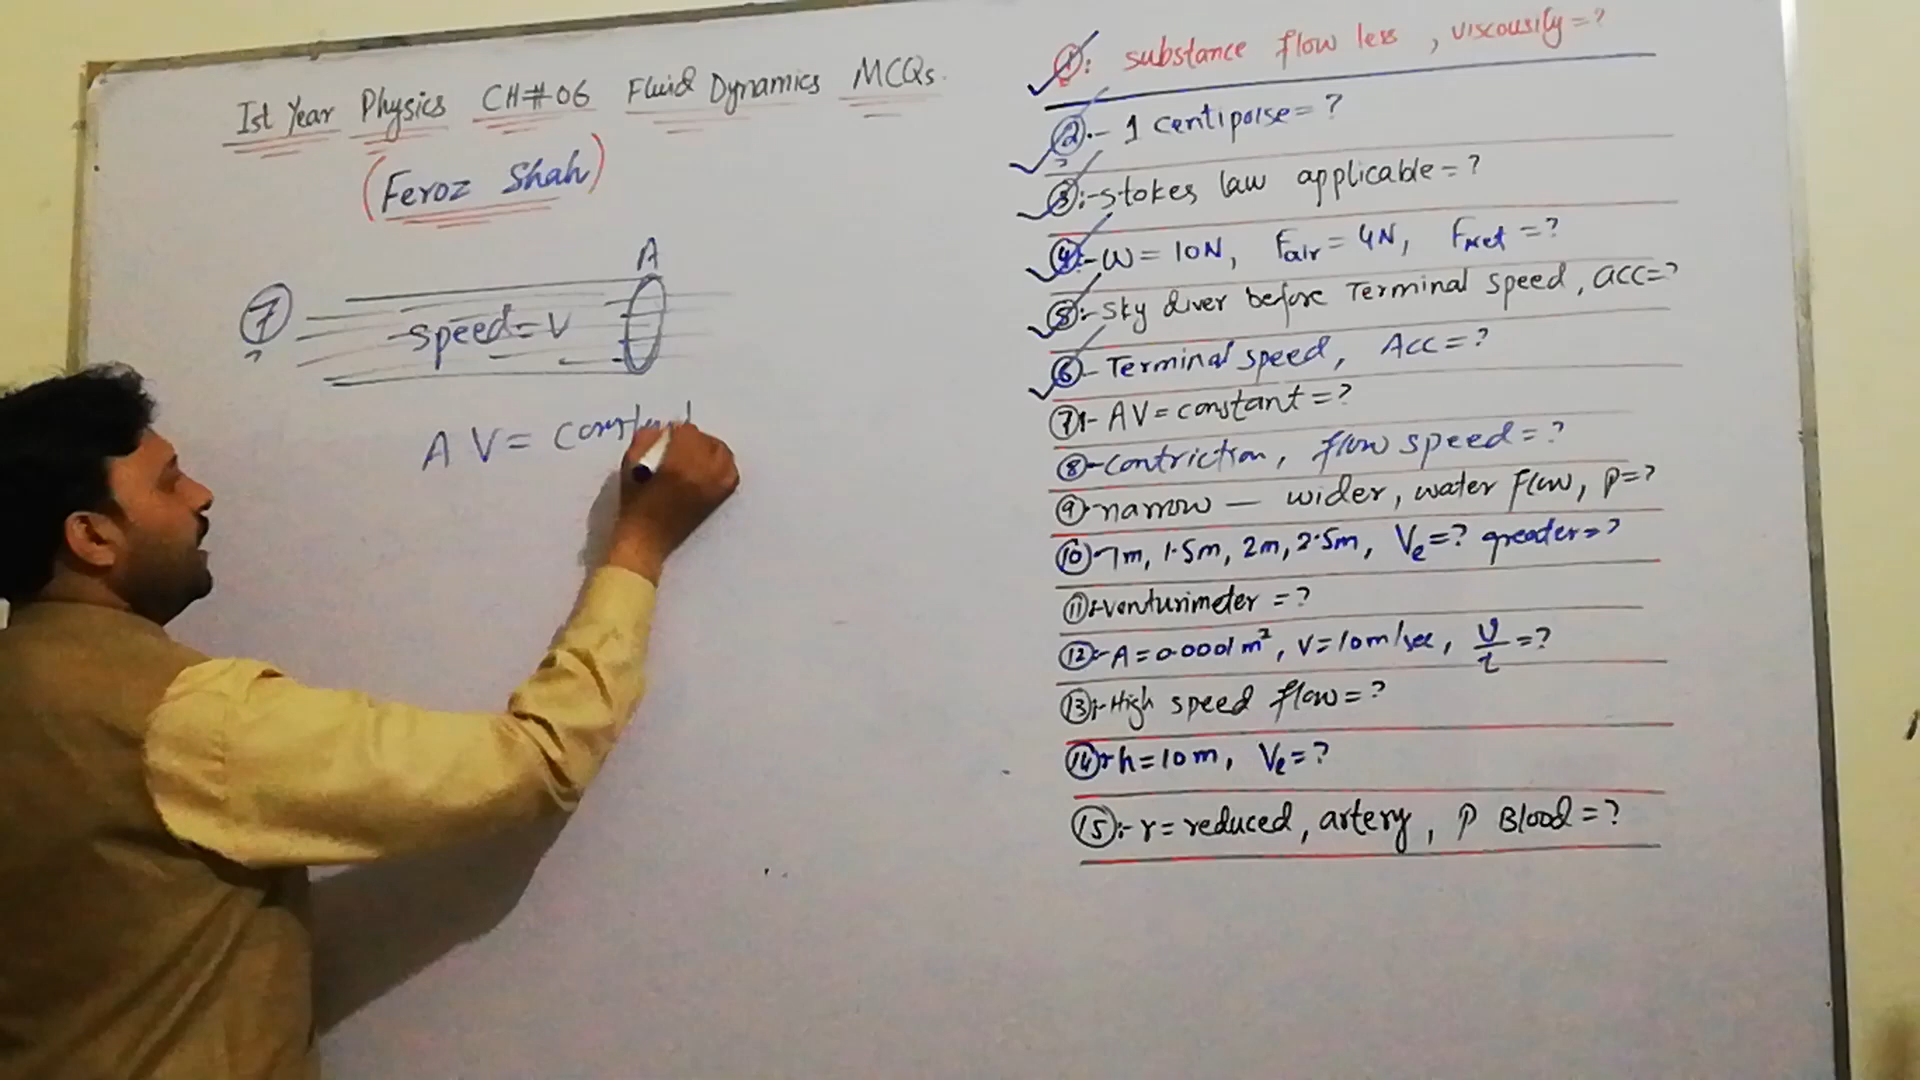 Ist Year Physics CH#06 Fluid Dynamics MCQs.
(Feroz Shah)
A
7
speed=V
A V = constant
①: substance flow less, viscousity=?
②:- 1 centipoise=?
③:-stokes law applicable=?
④:-W = 10N, Fair = 4N, FNet =?
⑤:-sky diver before Terminal speed, acc=?
⑥- Terminal speed, Acc=?
⑦:- AV=constant=?
⑧-contriction, flow speed=?
⑨-narrow — wider, water flow, P=?
⑩-1m, 1.5m, 2m, 2.5m, Ve=? greader=?
⑪:-venturimeter = ?
⑫:-A=0.0001m², V=10m/sec, V/t=?
⑬:-High speed flow=?
⑭:-h=10m, Ve=?
⑮:-r=reduced, artery, P Blood=?